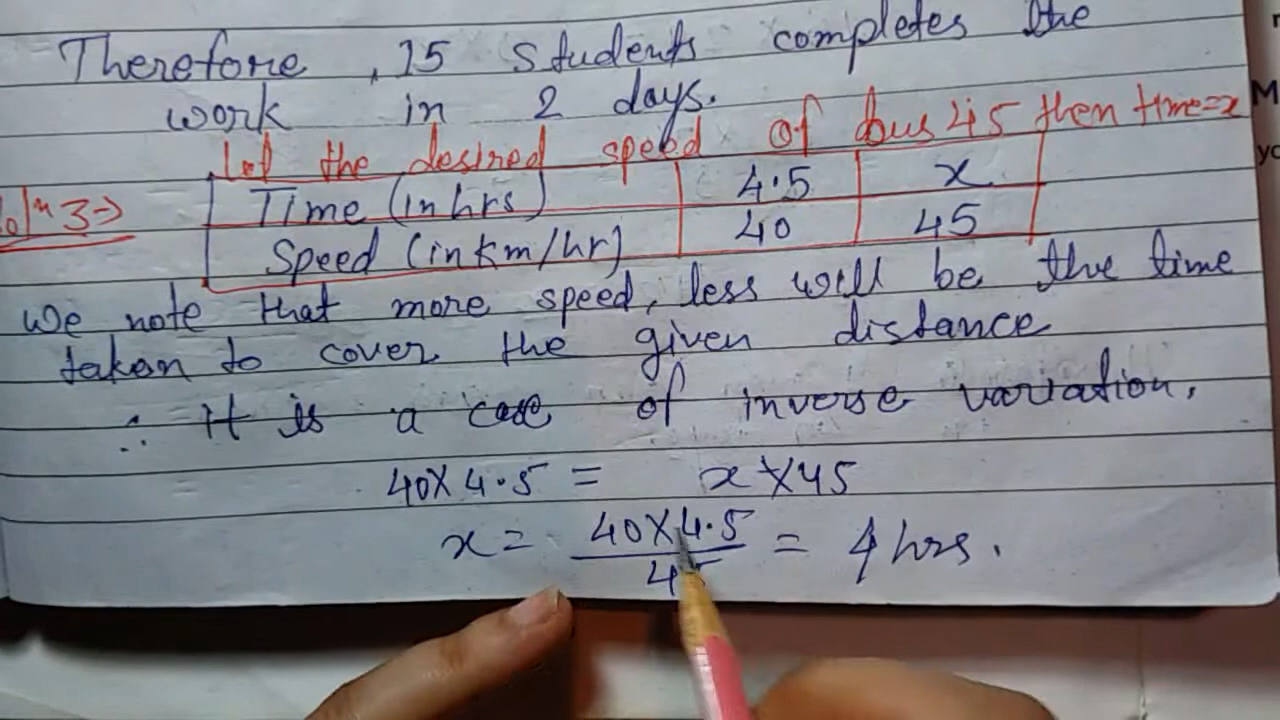 Therefore, 15 students completes the
work in 2 days.
let the desired speed of bus 45 then time=x
Time (in hrs) 4.5 x
Speed (in km/hr) 40 45
We note that more speed, less will be the time
taken to cover the given distance
∴ it is a case of inverse variation.
40×4.5 = x×45
x = 40×4.5 = 4 hrs.
45